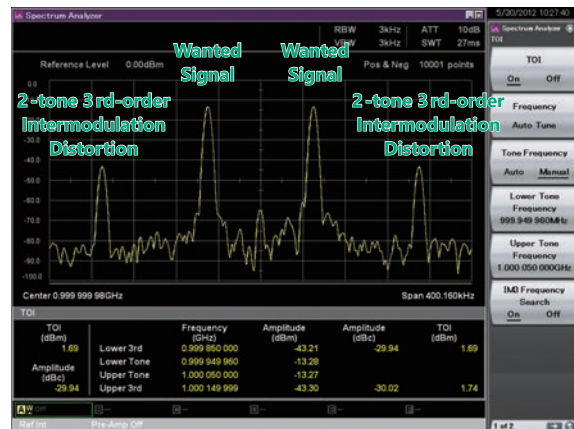 Spectrum Analyzer
5/30/2012 10:27:40
RBW 3kHz ATT 10dB
VBW 3kHz SWT 27ms
Reference Level 0.00dBm
Pos & Neg 10001 points
Wanted
Signal
Wanted
Signal
2-tone 3rd-order
Intermodulation
Distortion
2-tone 3rd-order
Intermodulation
Distortion
0.0
-40.0
-50.0
-60.0
-70.0
-80.0
-90.0
-100.0
Center 0.999 999 98GHz
Span 400.160kHz
TOI
TOI
(dBm)
1.69
Amplitude
(dBc)
-29.94
Frequency
(GHz)
Amplitude
(dBm)
Amplitude
(dBc)
TOI
(dBm)
Lower 3rd 0.999 850 000 -43.21 -29.94 1.69
Lower Tone 0.999 949 960 -13.28
Upper Tone 1.000 050 000 -13.27
Upper 3rd 1.000 149 999 -43.30 -30.02 1.74
Ref.Int Pre-Amp Off
Spectrum Analyzer
TOI
TOI
On Off
Frequency
Auto Tune
Tone Frequency
Auto Manual
Lower Tone
Frequency
999.949 960MHz
Upper Tone
Frequency
1.000 050 000GHz
IM3 Frequency
Search
On Off
1 of 2